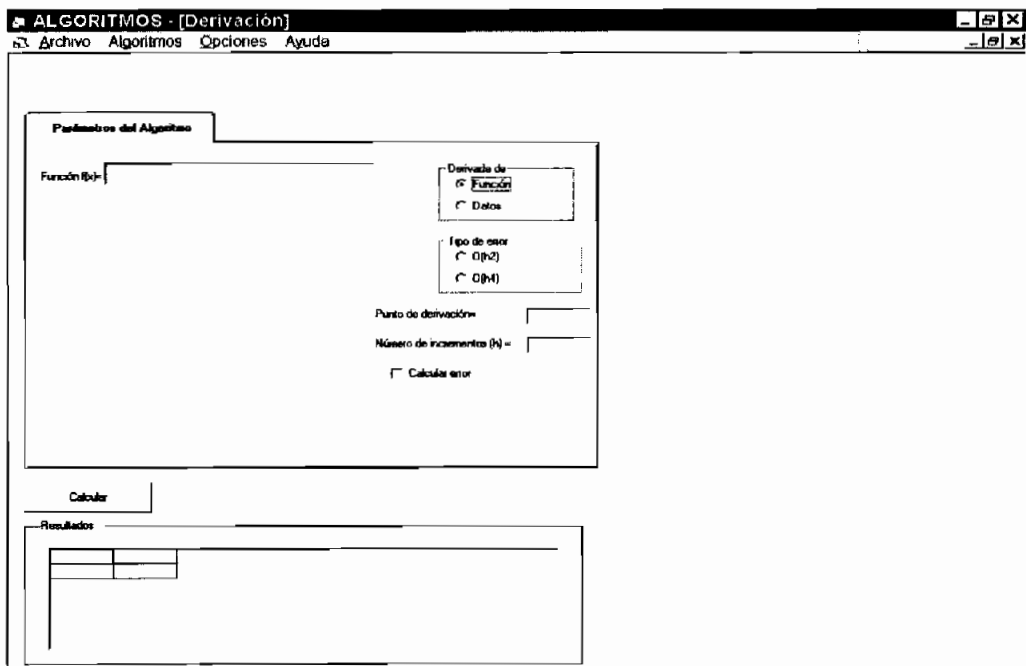 ALGORITMOS - [Derivación]
Archivo Algoritmos Opciones Ayuda
Parámetros del Algoritmo
Función f(x)=
Derivada de
Función
Datos
Tipo de error
O(h2)
O(h4)
Punto de derivación=
Número de incrementos (h) =
Calcular error
Calcular
Resultados